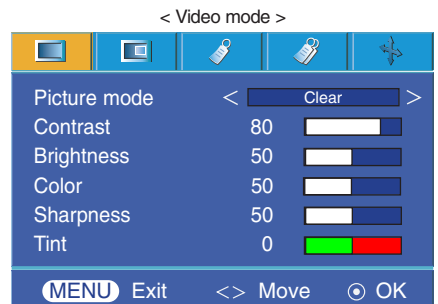 < Video mode >
Picture mode < Clear >
Contrast 80
Brightness 50
Color 50
Sharpness 50
Tint 0
MENU Exit <> Move ⊙ OK